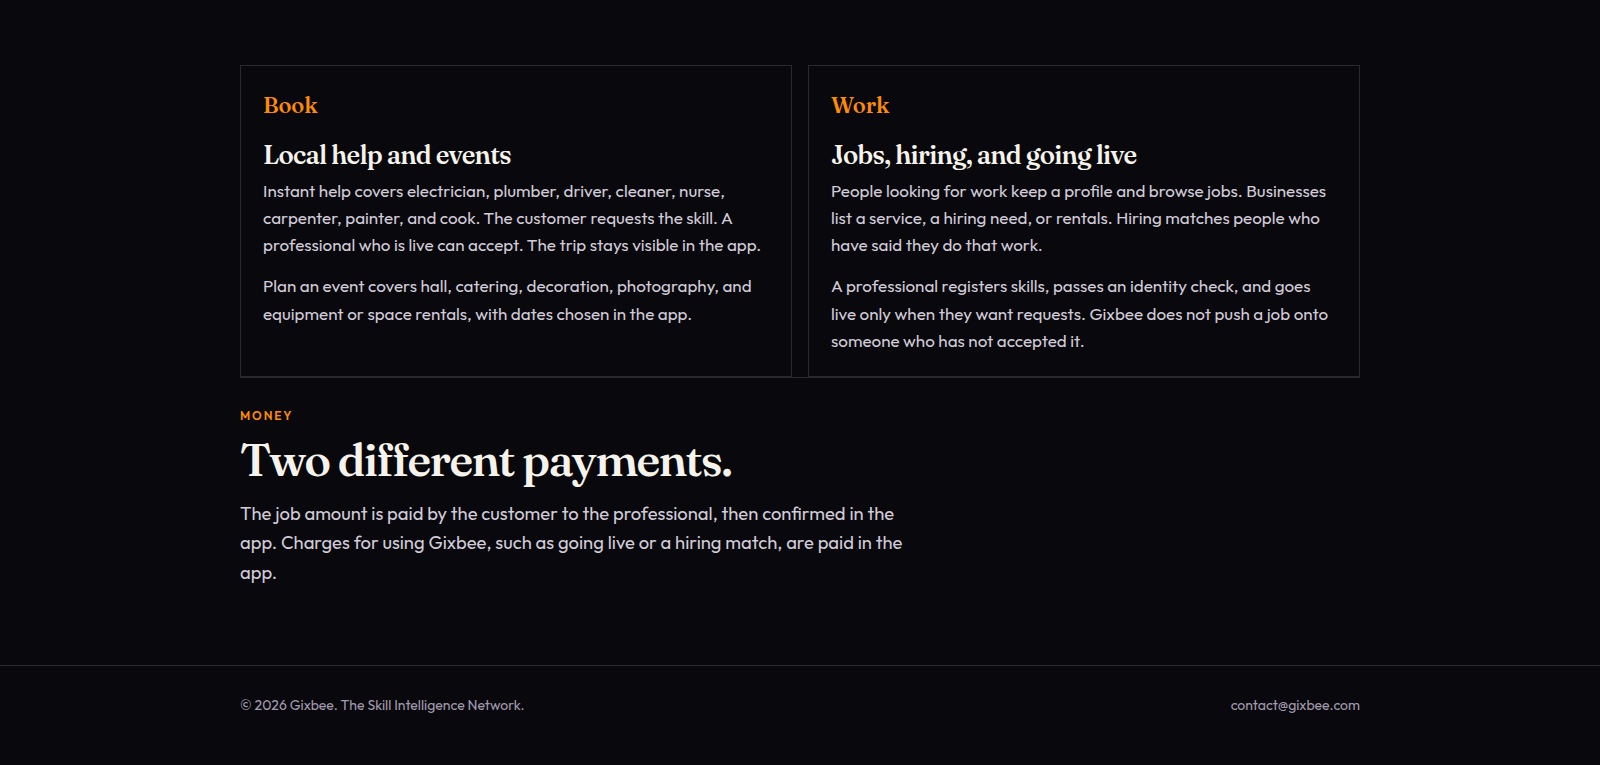 Book
Local help and events
Instant help covers electrician, plumber, driver, cleaner, nurse,
carpenter, painter, and cook. The customer requests the skill. A
professional who is live can accept. The trip stays visible in the app.
Plan an event covers hall, catering, decoration, photography, and
equipment or space rentals, with dates chosen in the app.
Work
Jobs, hiring, and going live
People looking for work keep a profile and browse jobs. Businesses
list a service, a hiring need, or rentals. Hiring matches people who
have said they do that work.
A professional registers skills, passes an identity check, and goes
live only when they want requests. Gixbee does not push a job onto
someone who has not accepted it.
MONEY
Two different payments.
The job amount is paid by the customer to the professional, then confirmed in the
app. Charges for using Gixbee, such as going live or a hiring match, are paid in the
app.
© 2026 Gixbee. The Skill Intelligence Network.
contact@gixbee.com